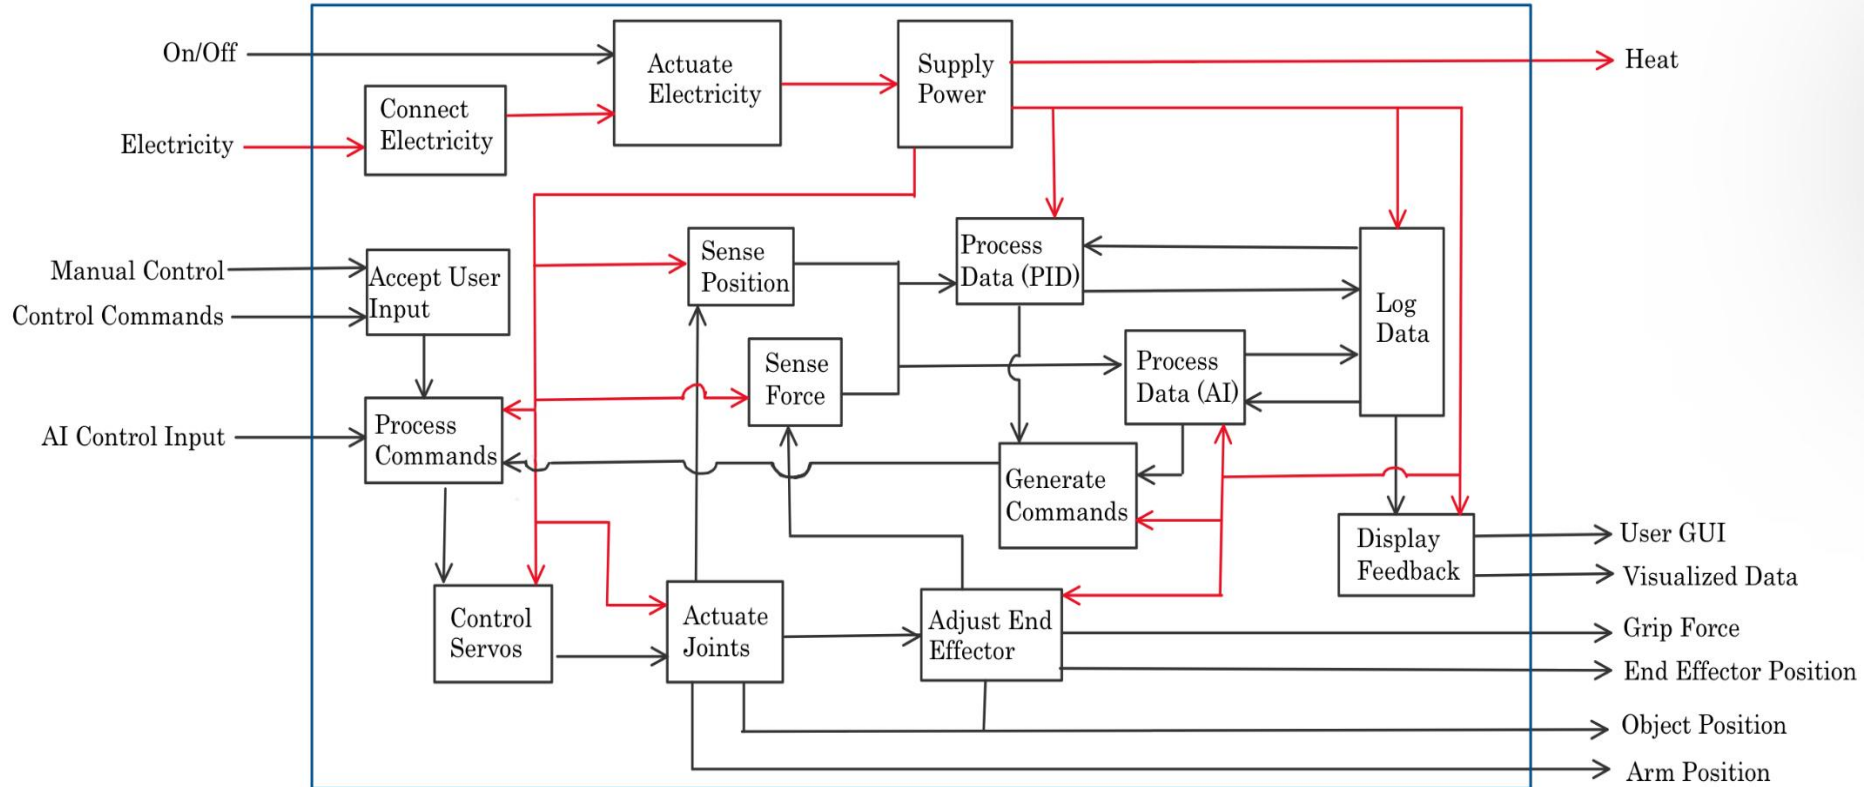 On/Off
Electricity
Manual Control
Control Commands
AI Control Input
Connect
Electricity
Actuate
Electricity
Supply
Power
Heat
Accept User
Input
Process
Commands
Sense
Position
Sense
Force
Process
Data (PID)
Process
Data (AI)
Log
Data
Generate
Commands
Display
Feedback
Control
Servos
Actuate
Joints
Adjust End
Effector
User GUI
Visualized Data
Grip Force
End Effector Position
Object Position
Arm Position